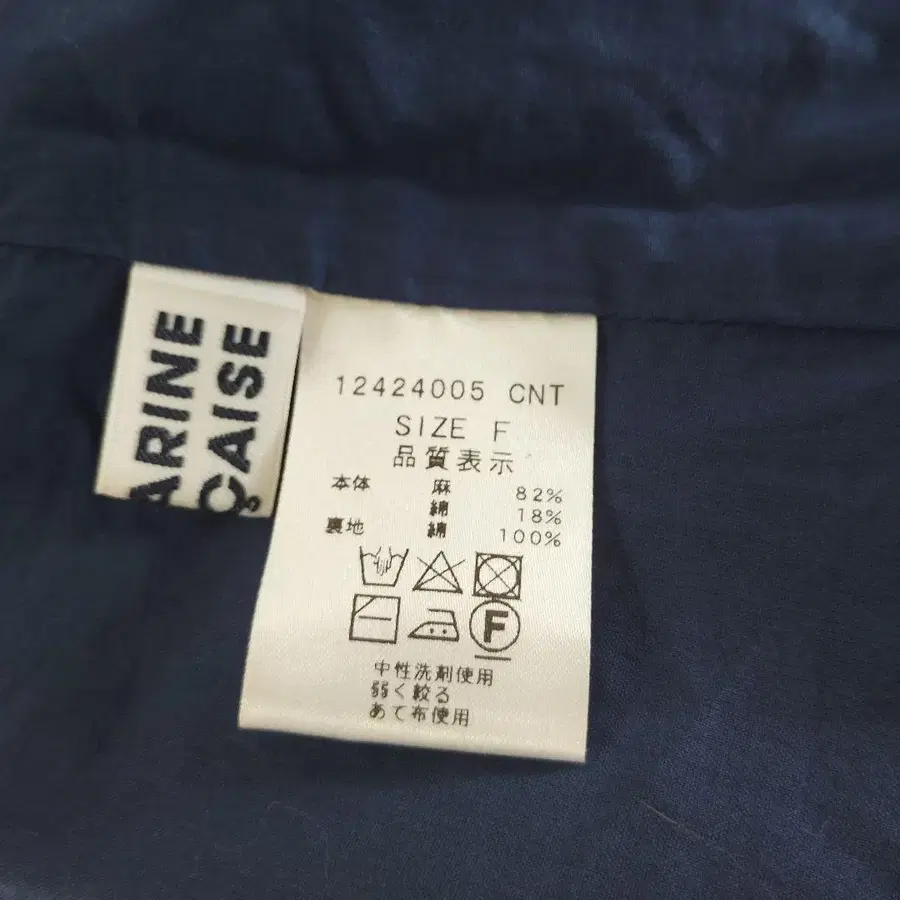 ARINE
ÇAISE
12424005 CNT
SIZE F
品質表示
本体 麻 82%
綿 18%
裏地 綿 100%
F
中性洗剤使用
弱く絞る
あて布使用